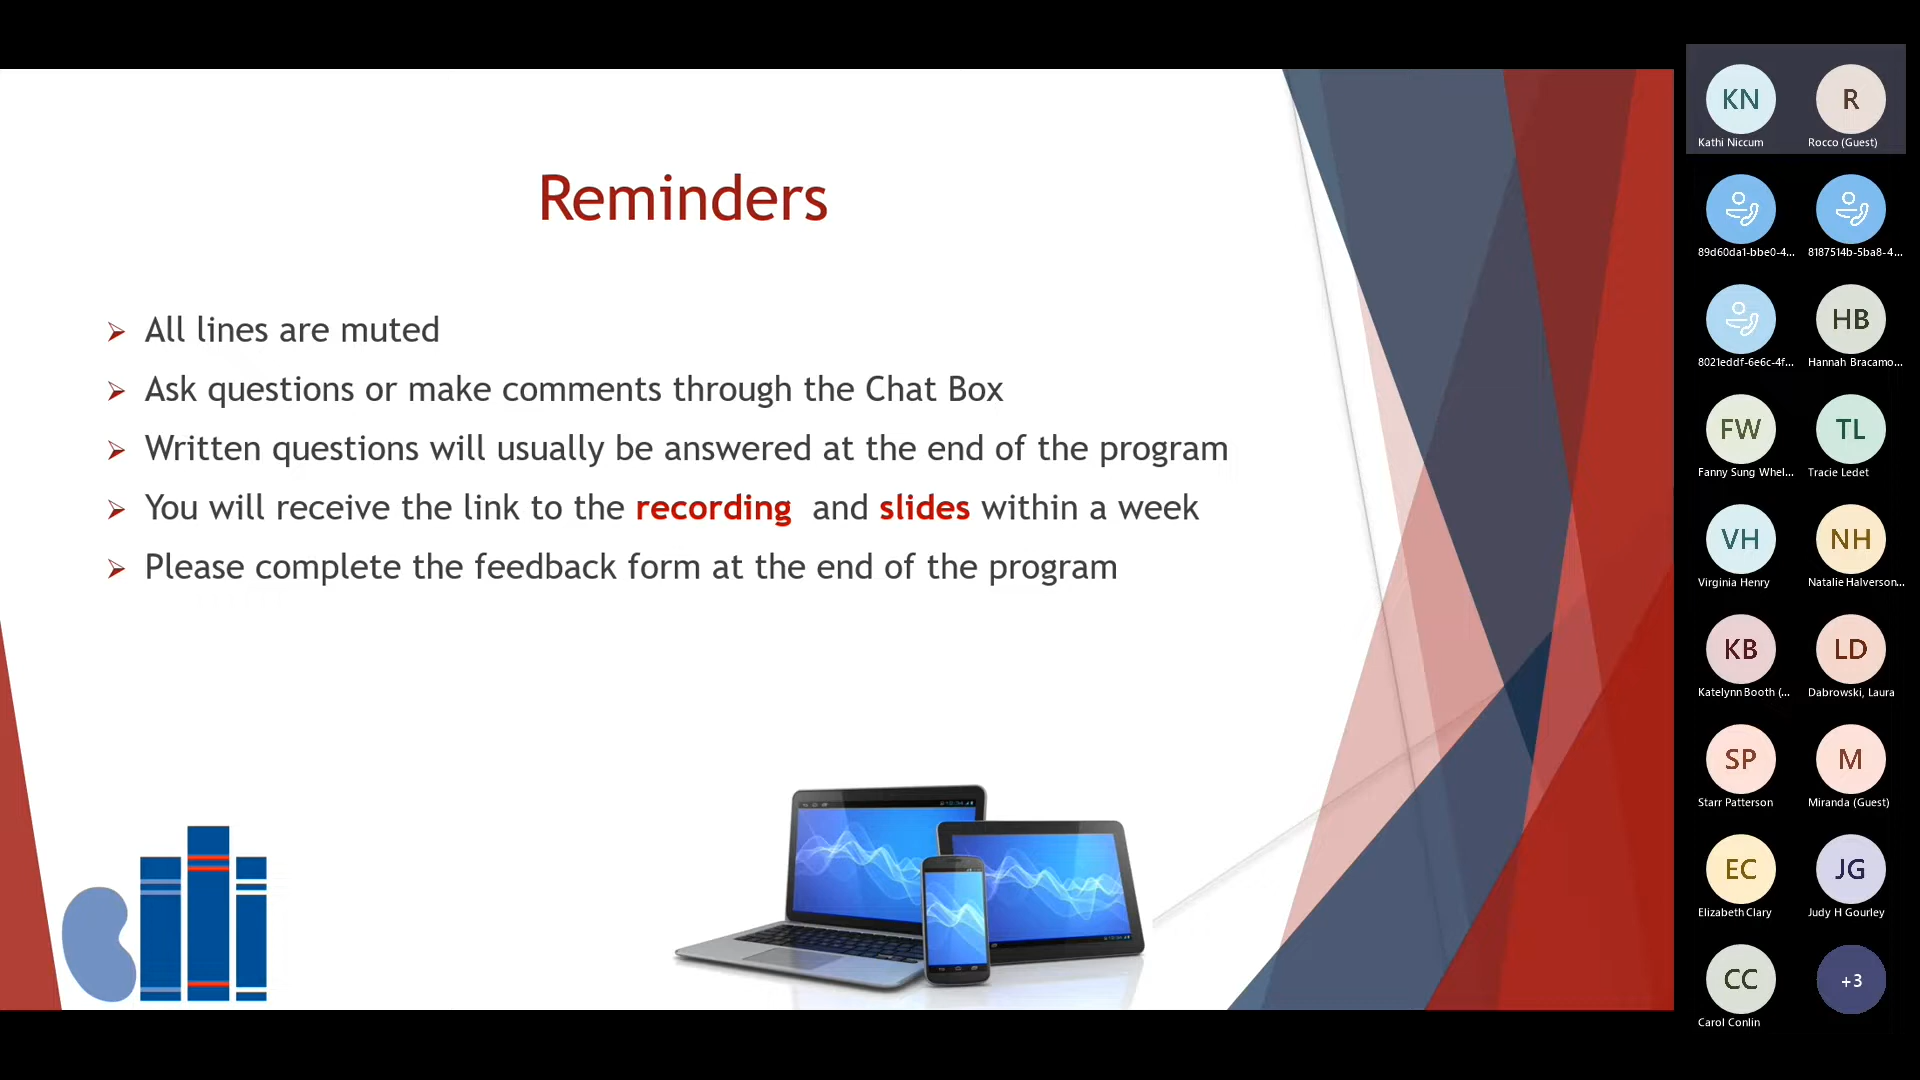 Reminders
All lines are muted
Ask questions or make comments through the Chat Box
Written questions will usually be answered at the end of the program
You will receive the link to the recording and slides within a week
Please complete the feedback form at the end of the program
KN R
Kathi Niccum Rocco (Guest)
89d60da1-bbe0-4... 8187514b-5ba8-4...
HB
8021eddf-6e6c-4f... Hannah Bracamo...
FW TL
Fanny Sung Whel... Tracie Ledet
VH NH
Virginia Henry Natalie Halverson...
KB LD
Katelynn Booth (... Dabrowski, Laura
SP M
Starr Patterson Miranda (Guest)
EC JG
Elizabeth Clary Judy H Gourley
CC +3
Carol Conlin